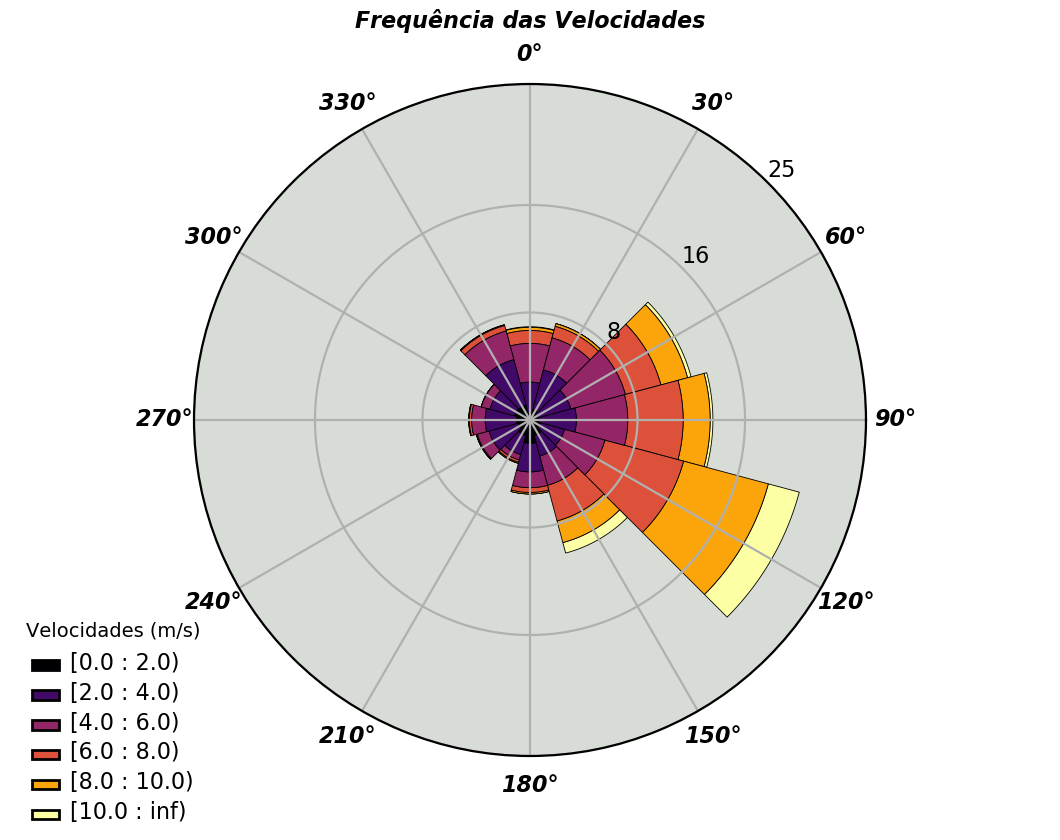 Frequência das Velocidades
0°
330°
30°
25
300°
60°
16
8
270°
90°
240°
120°
210°
150°
180°
Velocidades (m/s)
[0.0 : 2.0)
[2.0 : 4.0)
[4.0 : 6.0)
[6.0 : 8.0)
[8.0 : 10.0)
[10.0 : inf)